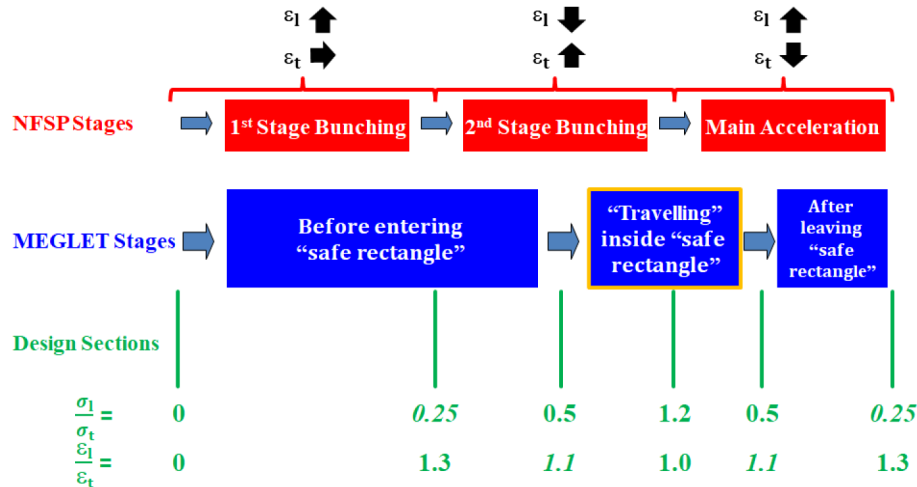 εl εl εl
εt εt εt
NFSP Stages 1st Stage Bunching 2nd Stage Bunching Main Acceleration
MEGLET Stages
Before entering
“safe rectangle”
“Travelling”
inside “safe
rectangle”
After
leaving
“safe
rectangle”
Design Sections
σl/σt = 0 0.25 0.5 1.2 0.5 0.25
εl/εt = 0 1.3 1.1 1.0 1.1 1.3